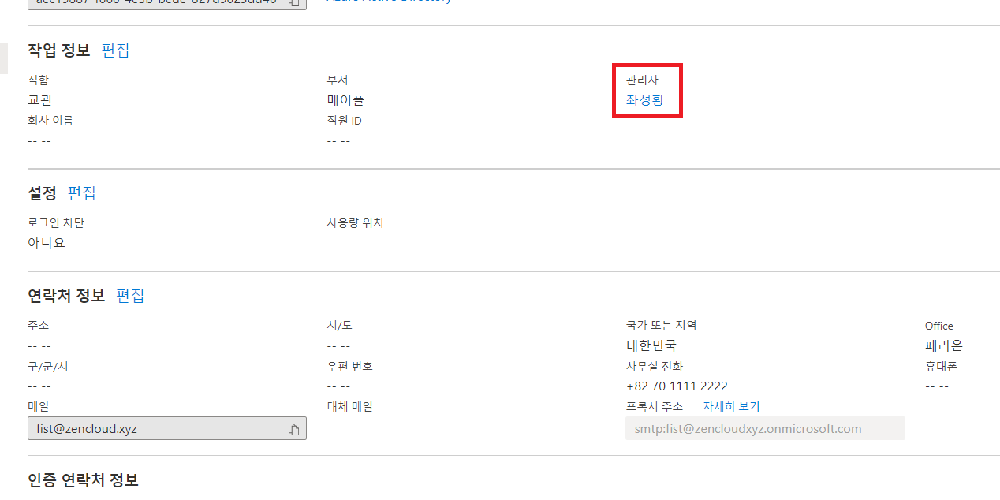 Azure Active Directory
작업 정보 편집
직함 부서 관리자
교관 메이플 좌성황
회사 이름 직원 ID
-- -- -- --
설정 편집
로그인 차단 사용량 위치
아니요
연락처 정보 편집
주소 시/도 국가 또는 지역 Office
-- -- -- -- 대한민국 페리온
구/군/시 우편 번호 사무실 전화 휴대폰
-- -- -- -- +82 70 1111 2222 -- --
메일 대체 메일 프록시 주소 자세히 보기
fist@zencloud.xyz -- -- smtp:fist@zencloudxyz.onmicrosoft.com
인증 연락처 정보